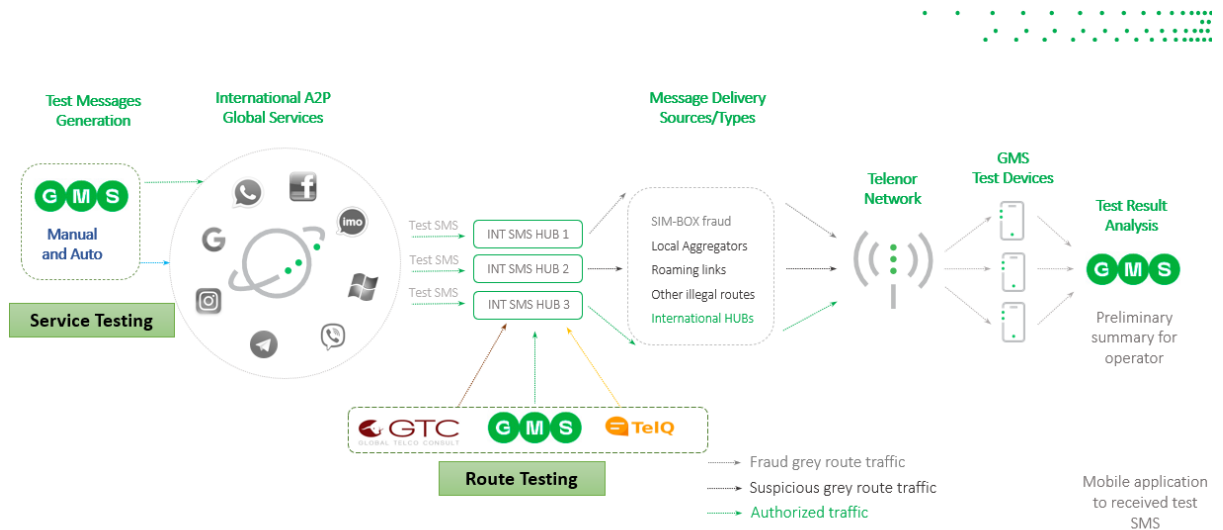 Test Messages
Generation
International A2P
Global Services
Message Delivery
Sources/Types
GMS
Test Devices
Telenor
Network
Test Result
Analysis
GMS
Manual
and Auto
Service Testing
G
imo
Test SMS
Test SMS
Test SMS
INT SMS HUB 1
INT SMS HUB 2
INT SMS HUB 3
SIM-BOX fraud
Local Aggregators
Roaming links
Other illegal routes
International HUBs
GMS
Preliminary
summary for
operator
GTC
GLOBAL TELCO CONSULT
GMS
TelQ
Route Testing
Fraud grey route traffic
Suspicious grey route traffic
Authorized traffic
Mobile application
to received test
SMS